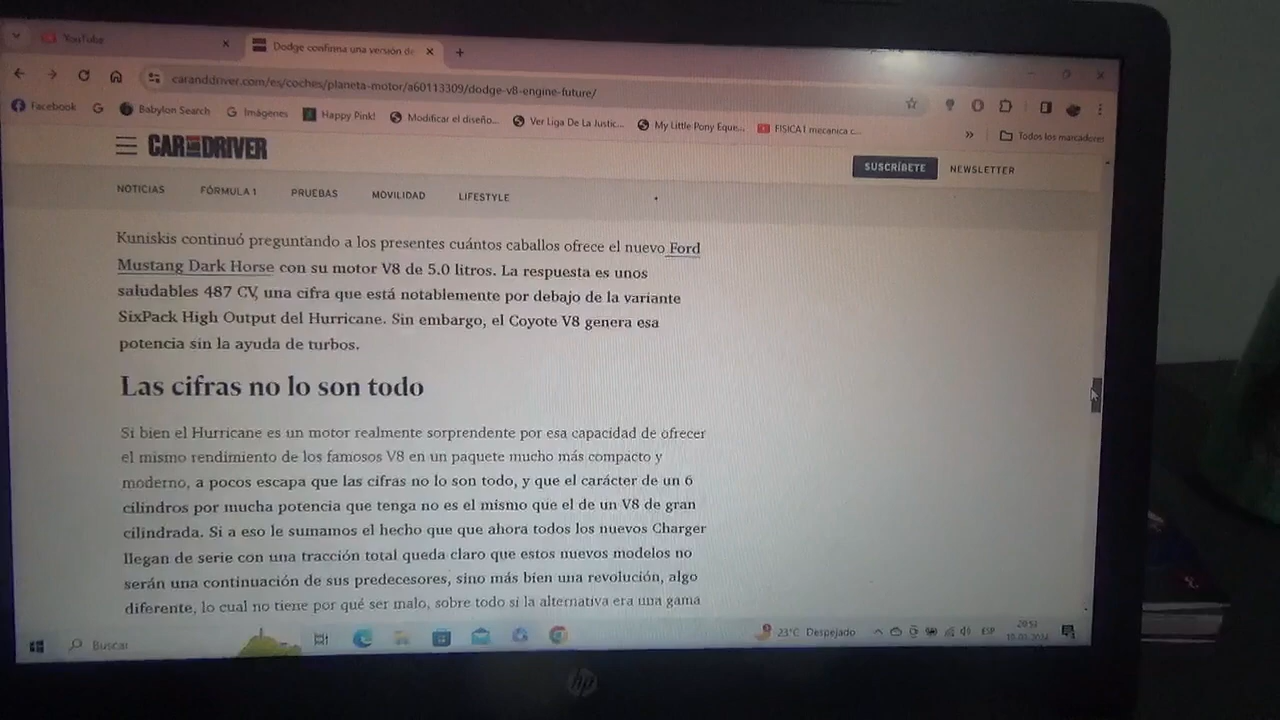 YouTube
Dodge confirma una versión de
caranddriver.com/es/coches/planeta-motor/a60113309/dodge-v8-engine-future/
Facebook
Babylon Search
Imágenes
Happy Pink!
Modificar el diseño...
Ver Liga De La Justic...
My Little Pony Eque...
FISICA I mecanica c...
Todos los marcadores
CAR AND DRIVER
SUSCRÍBETE
NEWSLETTER
NOTICIAS
FÓRMULA 1
PRUEBAS
MOVILIDAD
LIFESTYLE
Kuniskis continuó preguntando a los presentes cuántos caballos ofrece el nuevo Ford
Mustang Dark Horse con su motor V8 de 5.0 litros. La respuesta es unos
saludables 487 CV, una cifra que está notablemente por debajo de la variante
SixPack High Output del Hurricane. Sin embargo, el Coyote V8 genera esa
potencia sin la ayuda de turbos.
Las cifras no lo son todo
Si bien el Hurricane es un motor realmente sorprendente por esa capacidad de ofrecer
el mismo rendimiento de los famosos V8 en un paquete mucho más compacto y
moderno, a pocos escapa que las cifras no lo son todo, y que el carácter de un 6
cilindros por mucha potencia que tenga no es el mismo que el de un V8 de gran
cilindrada. Si a eso le sumamos el hecho que que ahora todos los nuevos Charger
llegan de serie con una tracción total queda claro que estos nuevos modelos no
serán una continuación de sus predecesores, sino más bien una revolución, algo
diferente, lo cual no tiene por qué ser malo, sobre todo si la alternativa era una gama
Buscar
23°C Despejado
ESP
hp